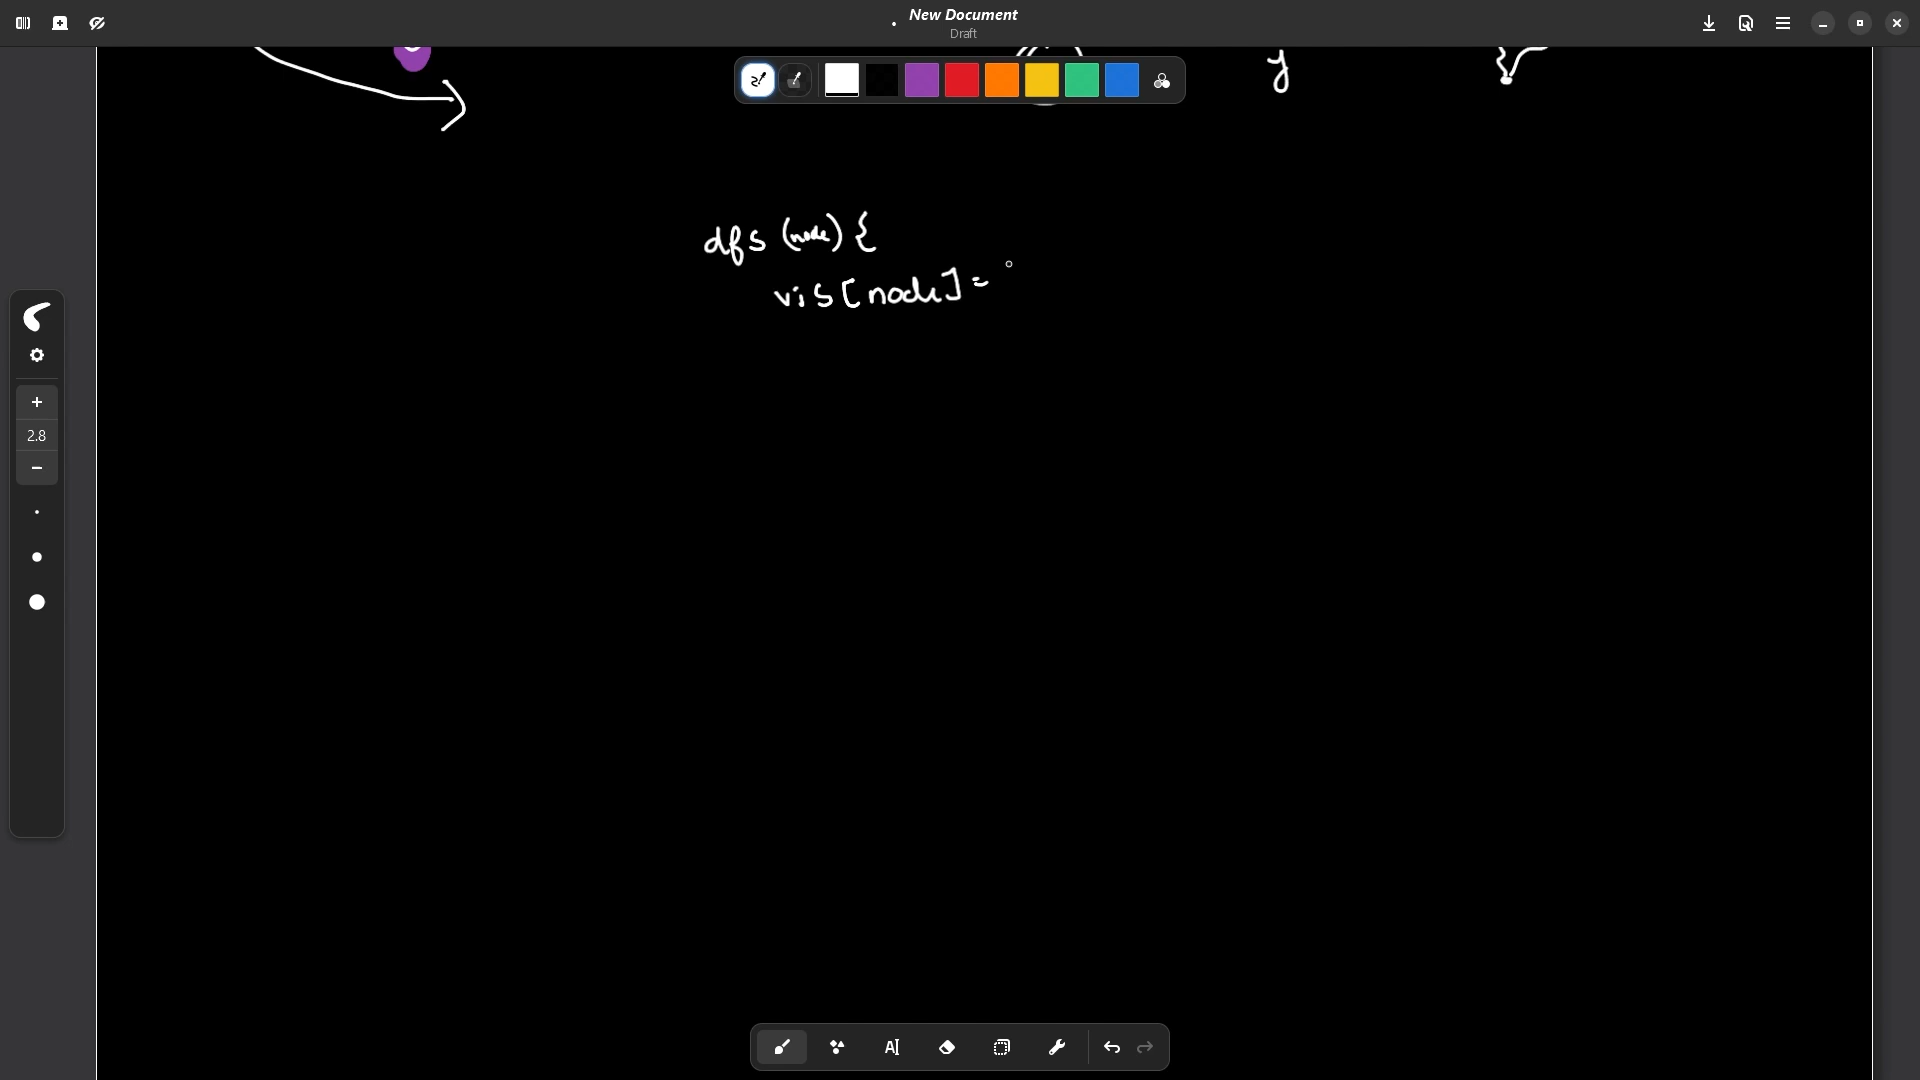 New Document
Draft
y
dfs (node) {
vis[node] =
+
2.8
−